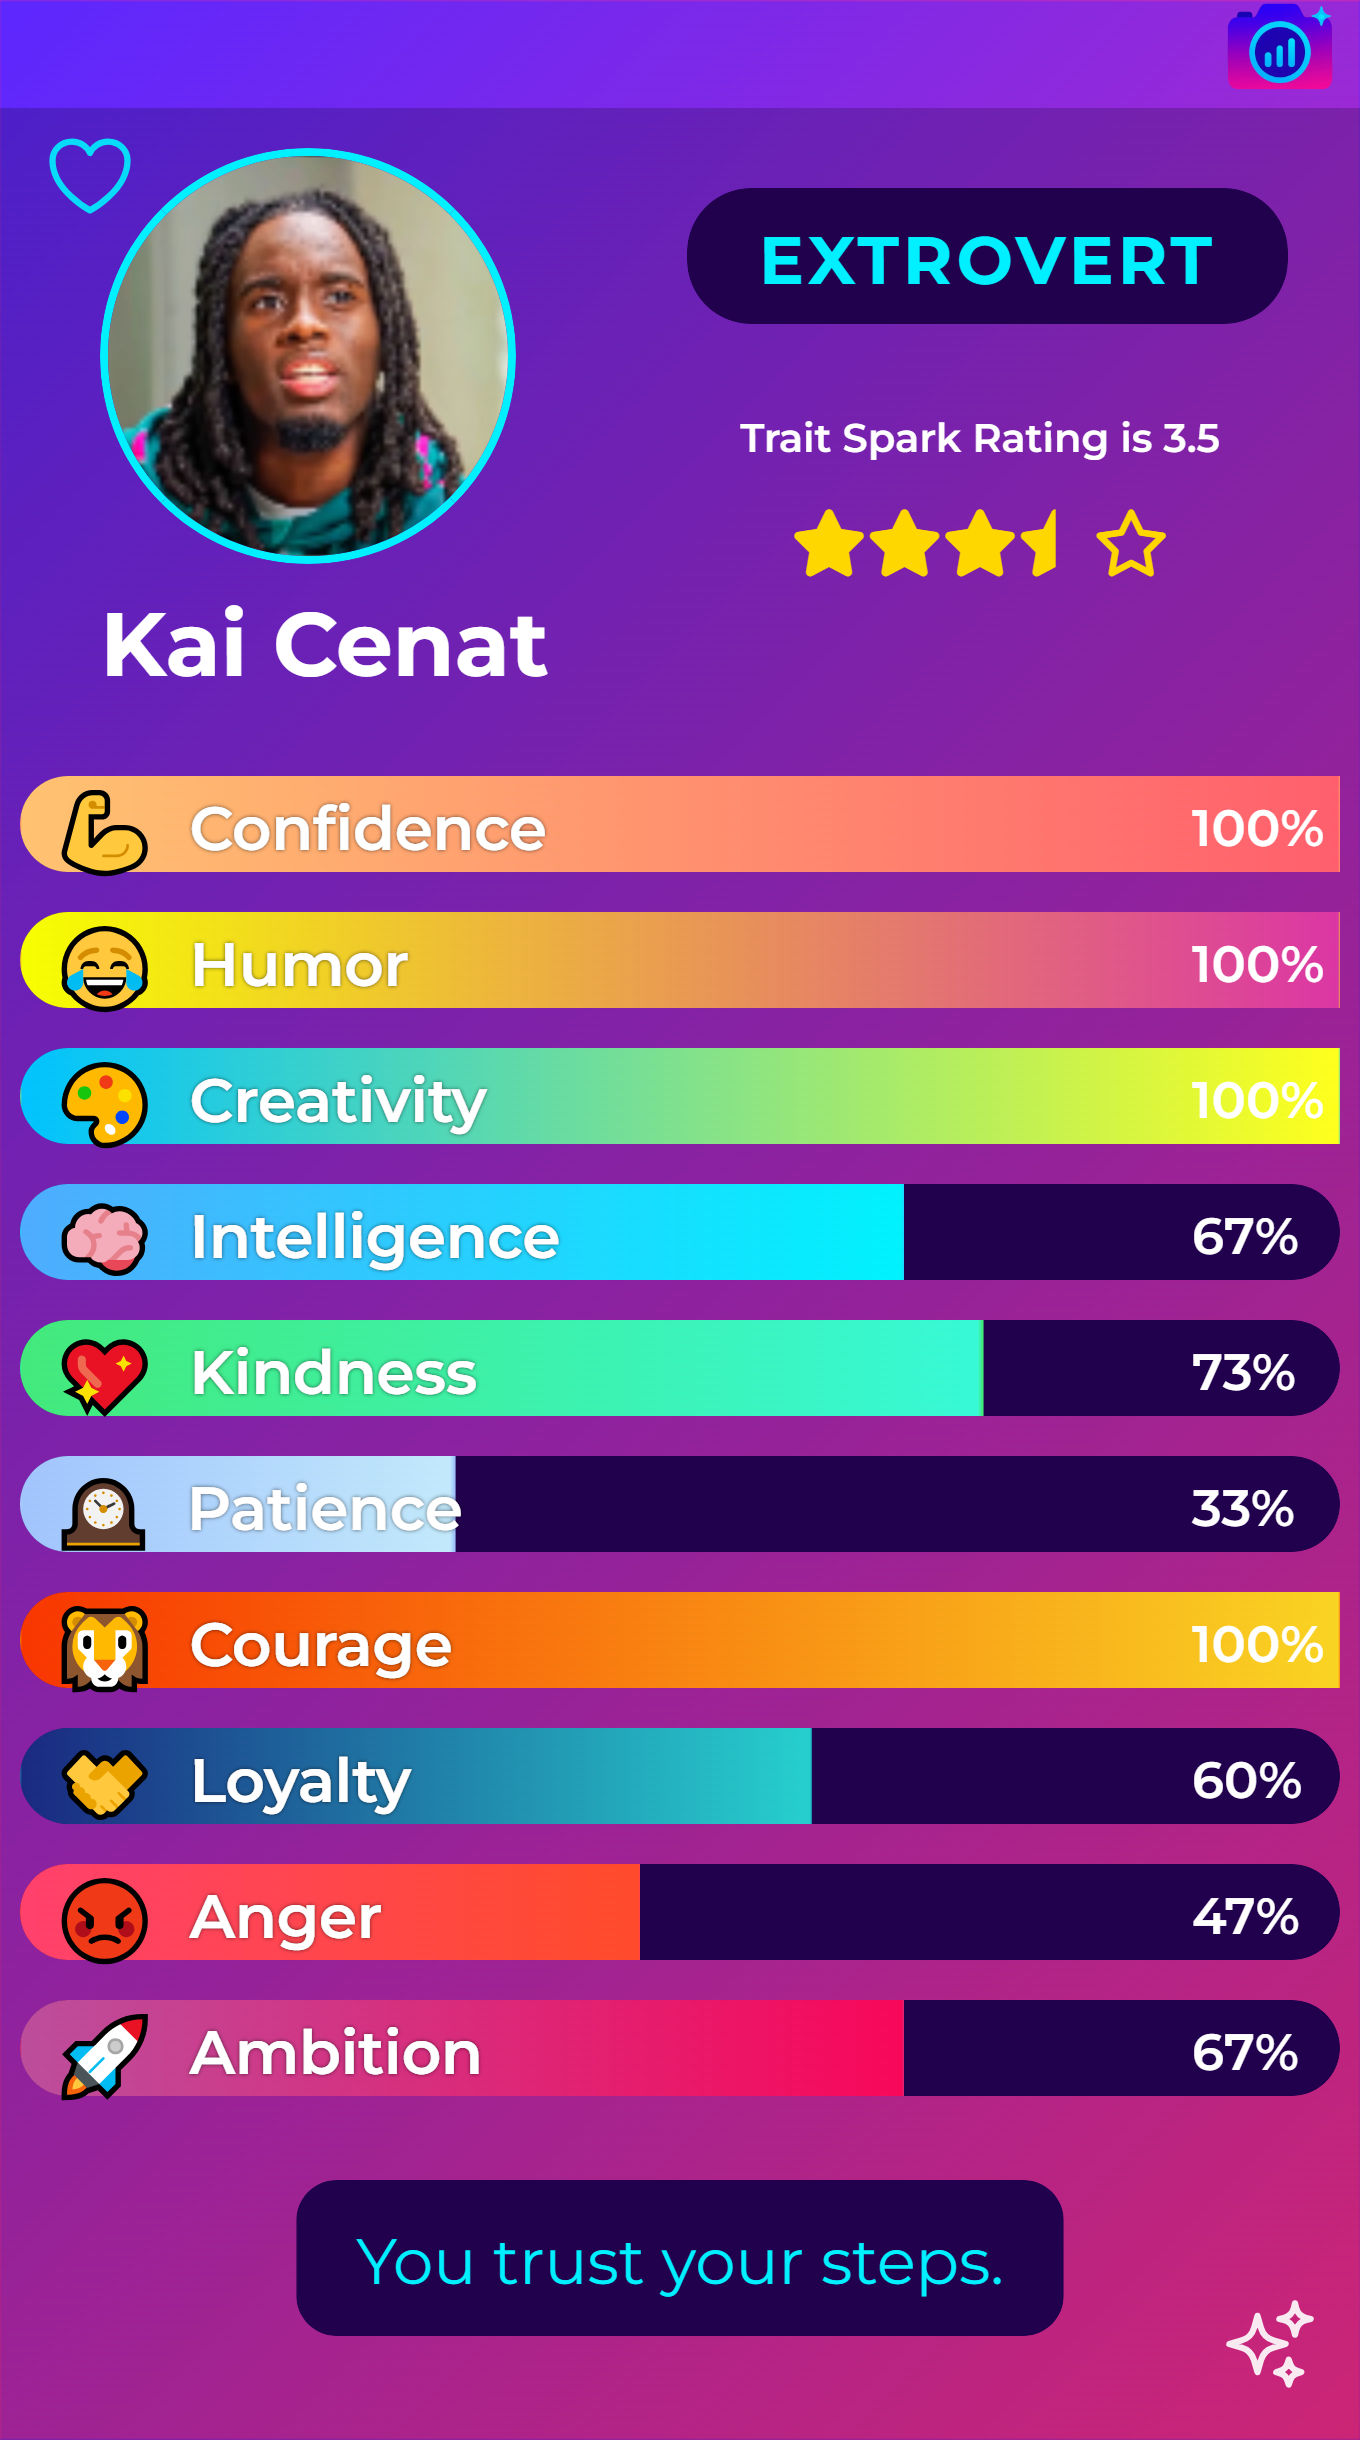 EXTROVERT
Trait Spark Rating is 3.5
Kai Cenat
Confidence 100%
Humor 100%
Creativity 100%
Intelligence 67%
Kindness 73%
Patience 33%
Courage 100%
Loyalty 60%
Anger 47%
Ambition 67%
You trust your steps.